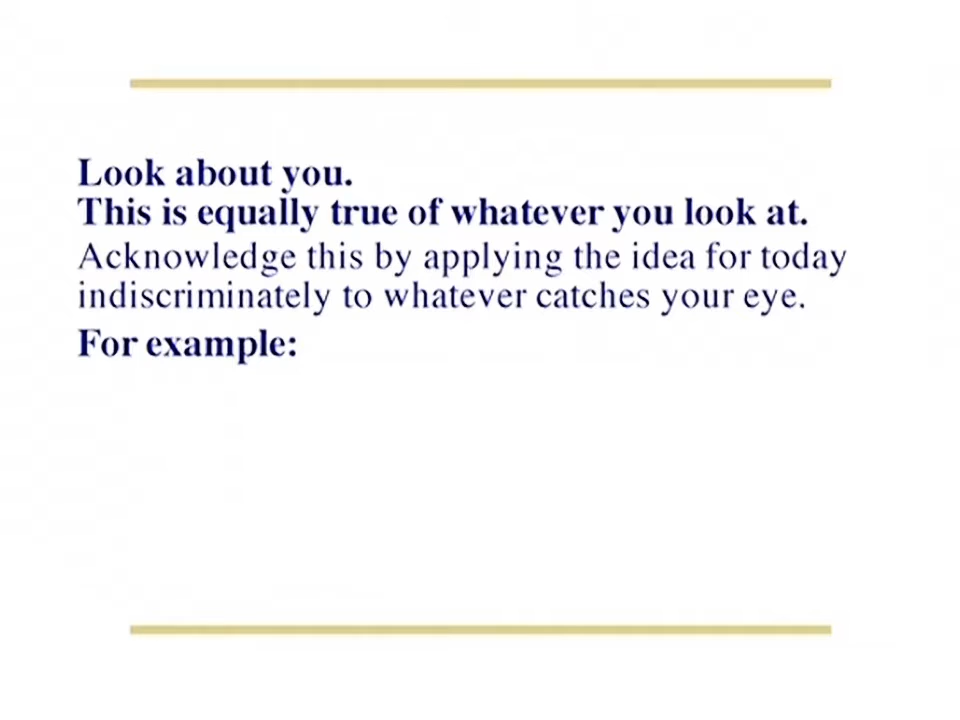 Look about you.
This is equally true of whatever you look at.
Acknowledge this by applying the idea for today
indiscriminately to whatever catches your eye.
For example: